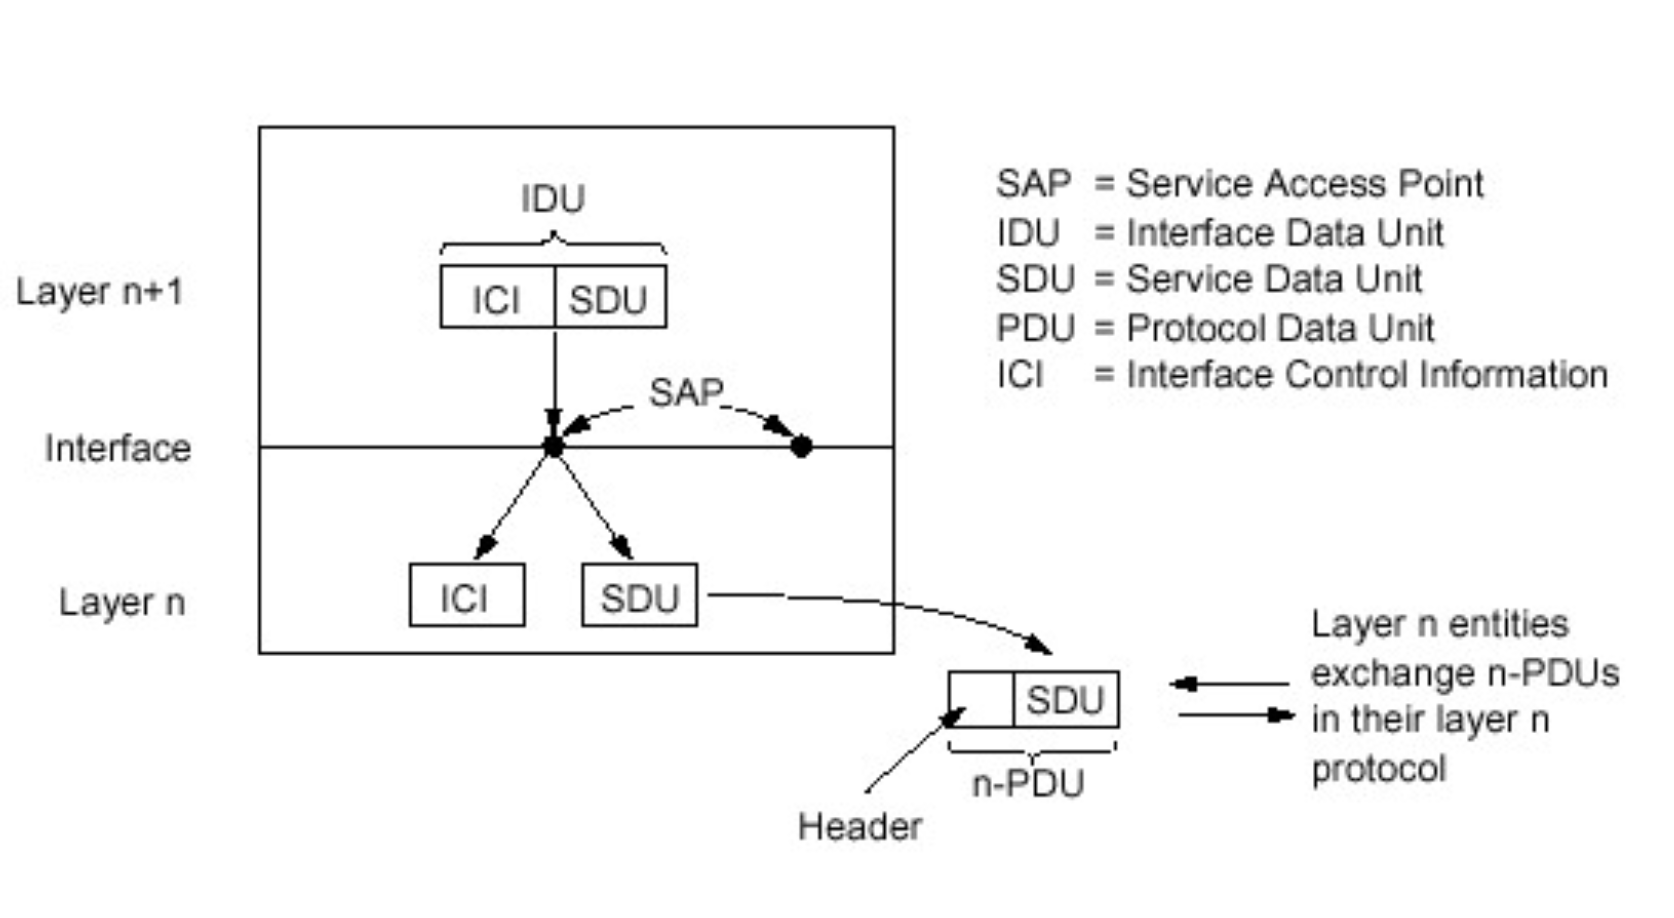 IDU
ICI SDU
Layer n+1
SAP
Interface
ICI SDU
Layer n
SAP = Service Access Point
IDU = Interface Data Unit
SDU = Service Data Unit
PDU = Protocol Data Unit
ICI = Interface Control Information
SDU
n-PDU
Header
Layer n entities
exchange n-PDUs
in their layer n
protocol